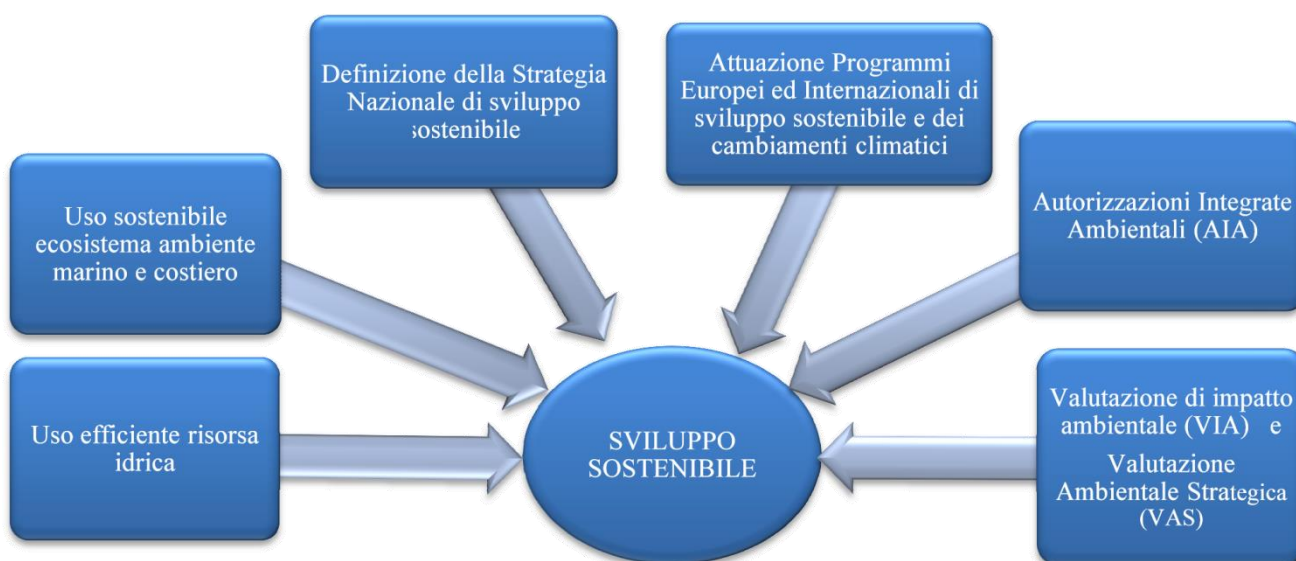 Definizione della Strategia
Nazionale di sviluppo
sostenibile
Attuazione Programmi
Europei ed Internazionali di
sviluppo sostenibile e dei
cambiamenti climatici
Uso sostenibile
ecosistema ambiente
marino e costiero
Autorizzazioni Integrate
Ambientali (AIA)
Uso efficiente risorsa
idrica
SVILUPPO
SOSTENIBILE
Valutazione di impatto
ambientale (VIA) e
Valutazione
Ambientale Strategica
(VAS)